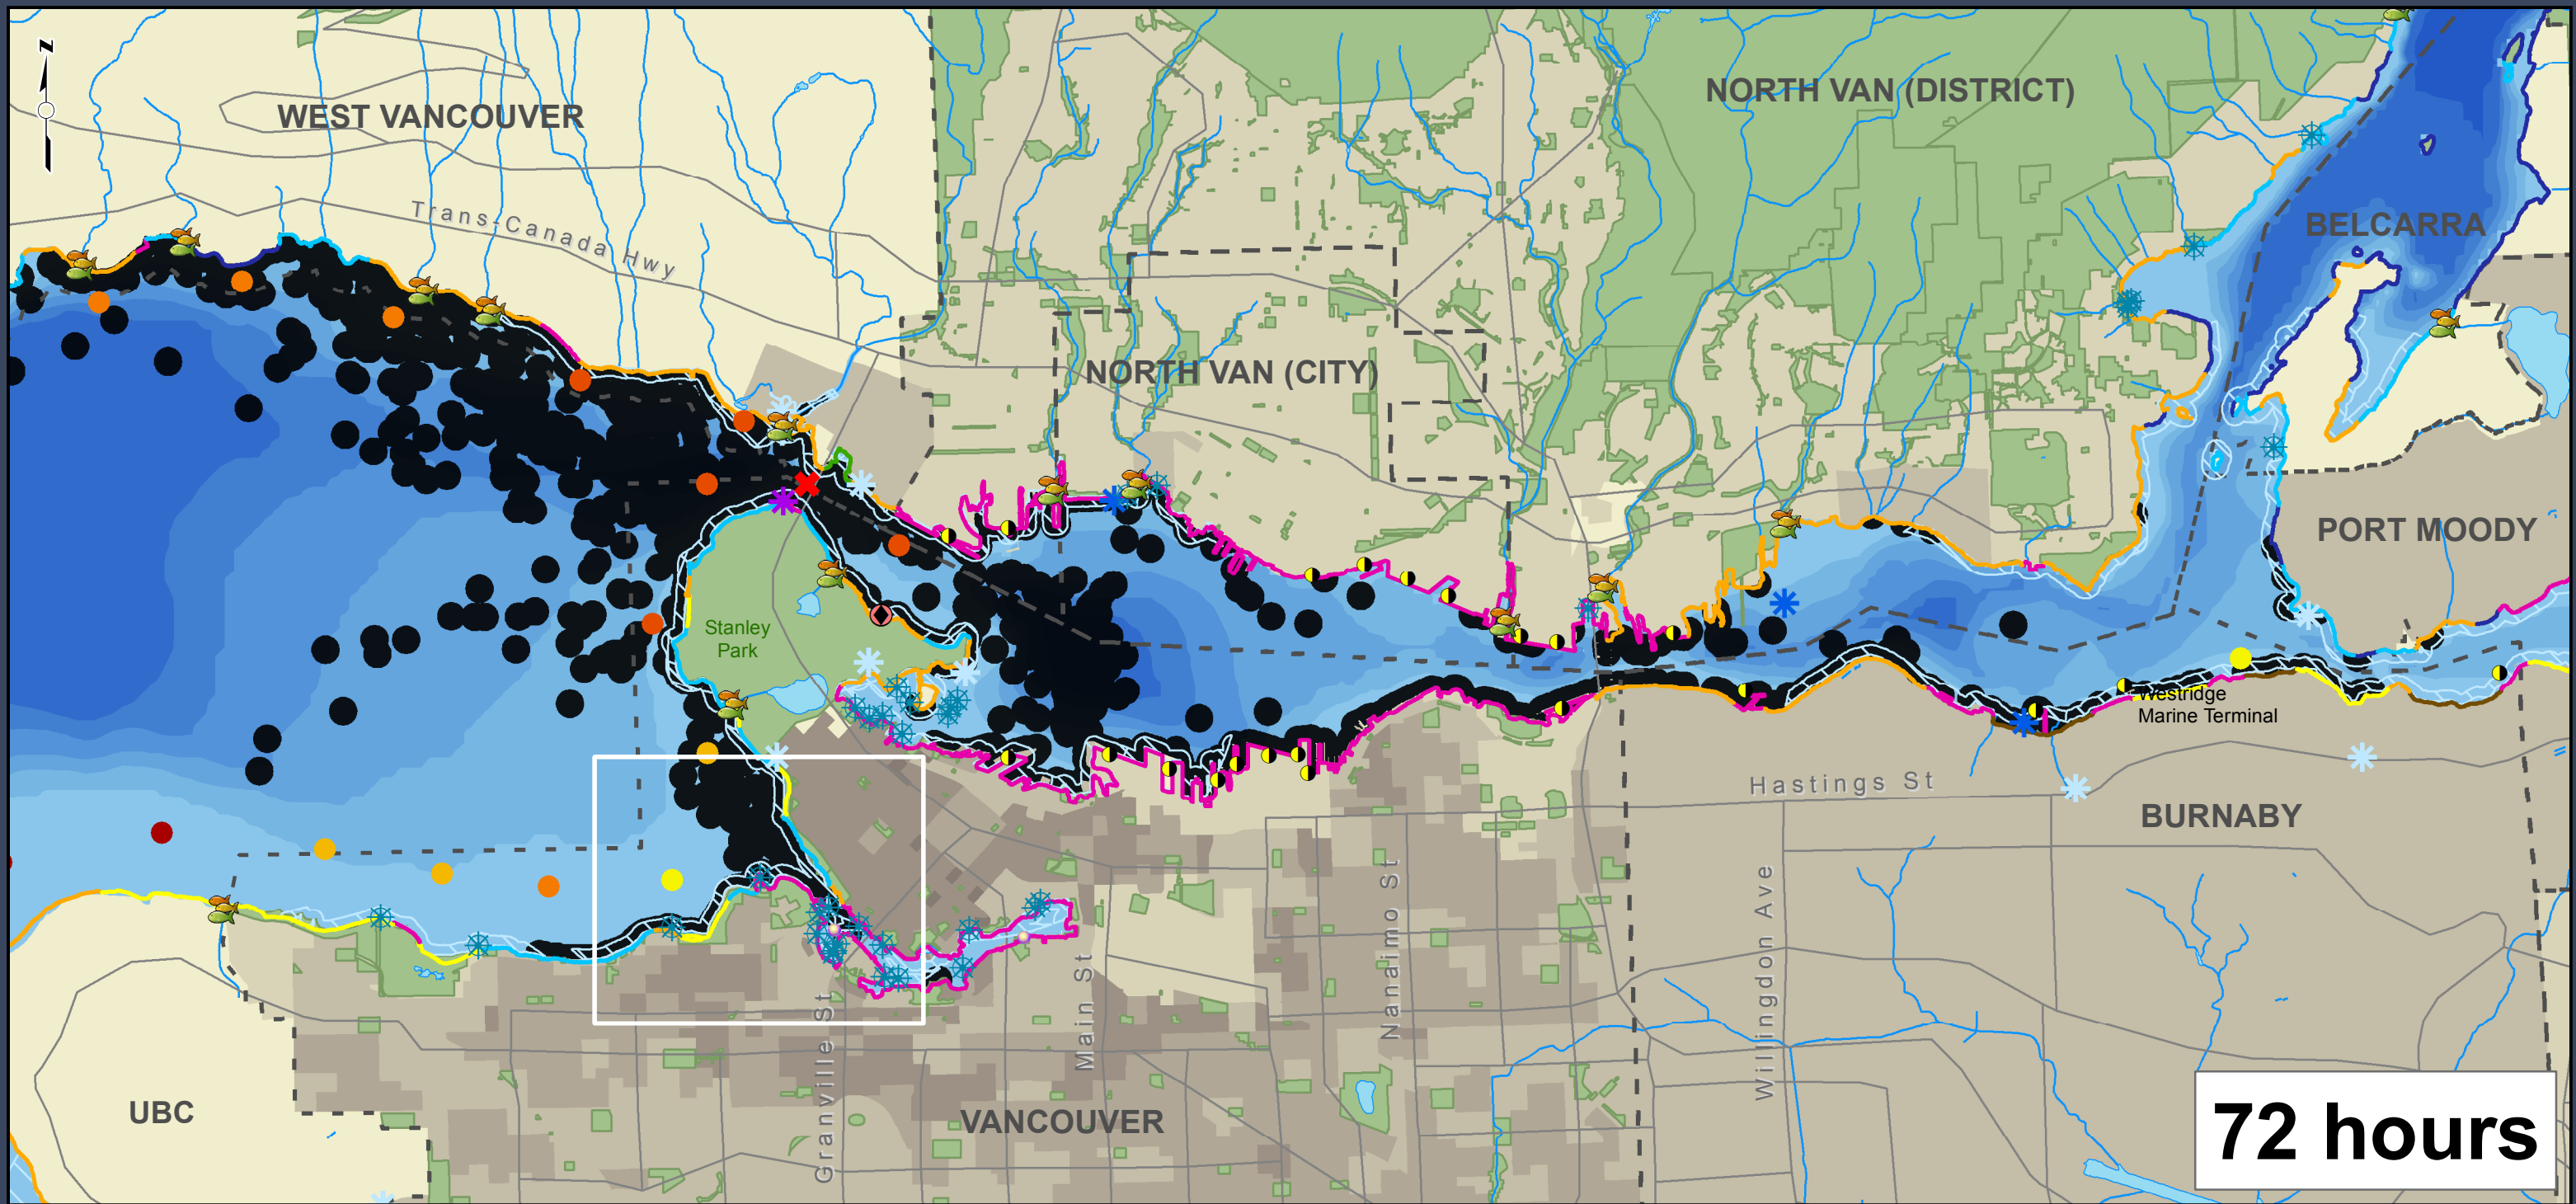 N
WEST VANCOUVER
NORTH VAN (DISTRICT)
Trans-Canada Hwy
BELCARRA
NORTH VAN (CITY)
PORT MOODY
Stanley
Park
Westridge
Marine Terminal
Hastings St
BURNABY
Willingdon Ave
Nanaimo St
Main St
Granville St
UBC
VANCOUVER
72 hours